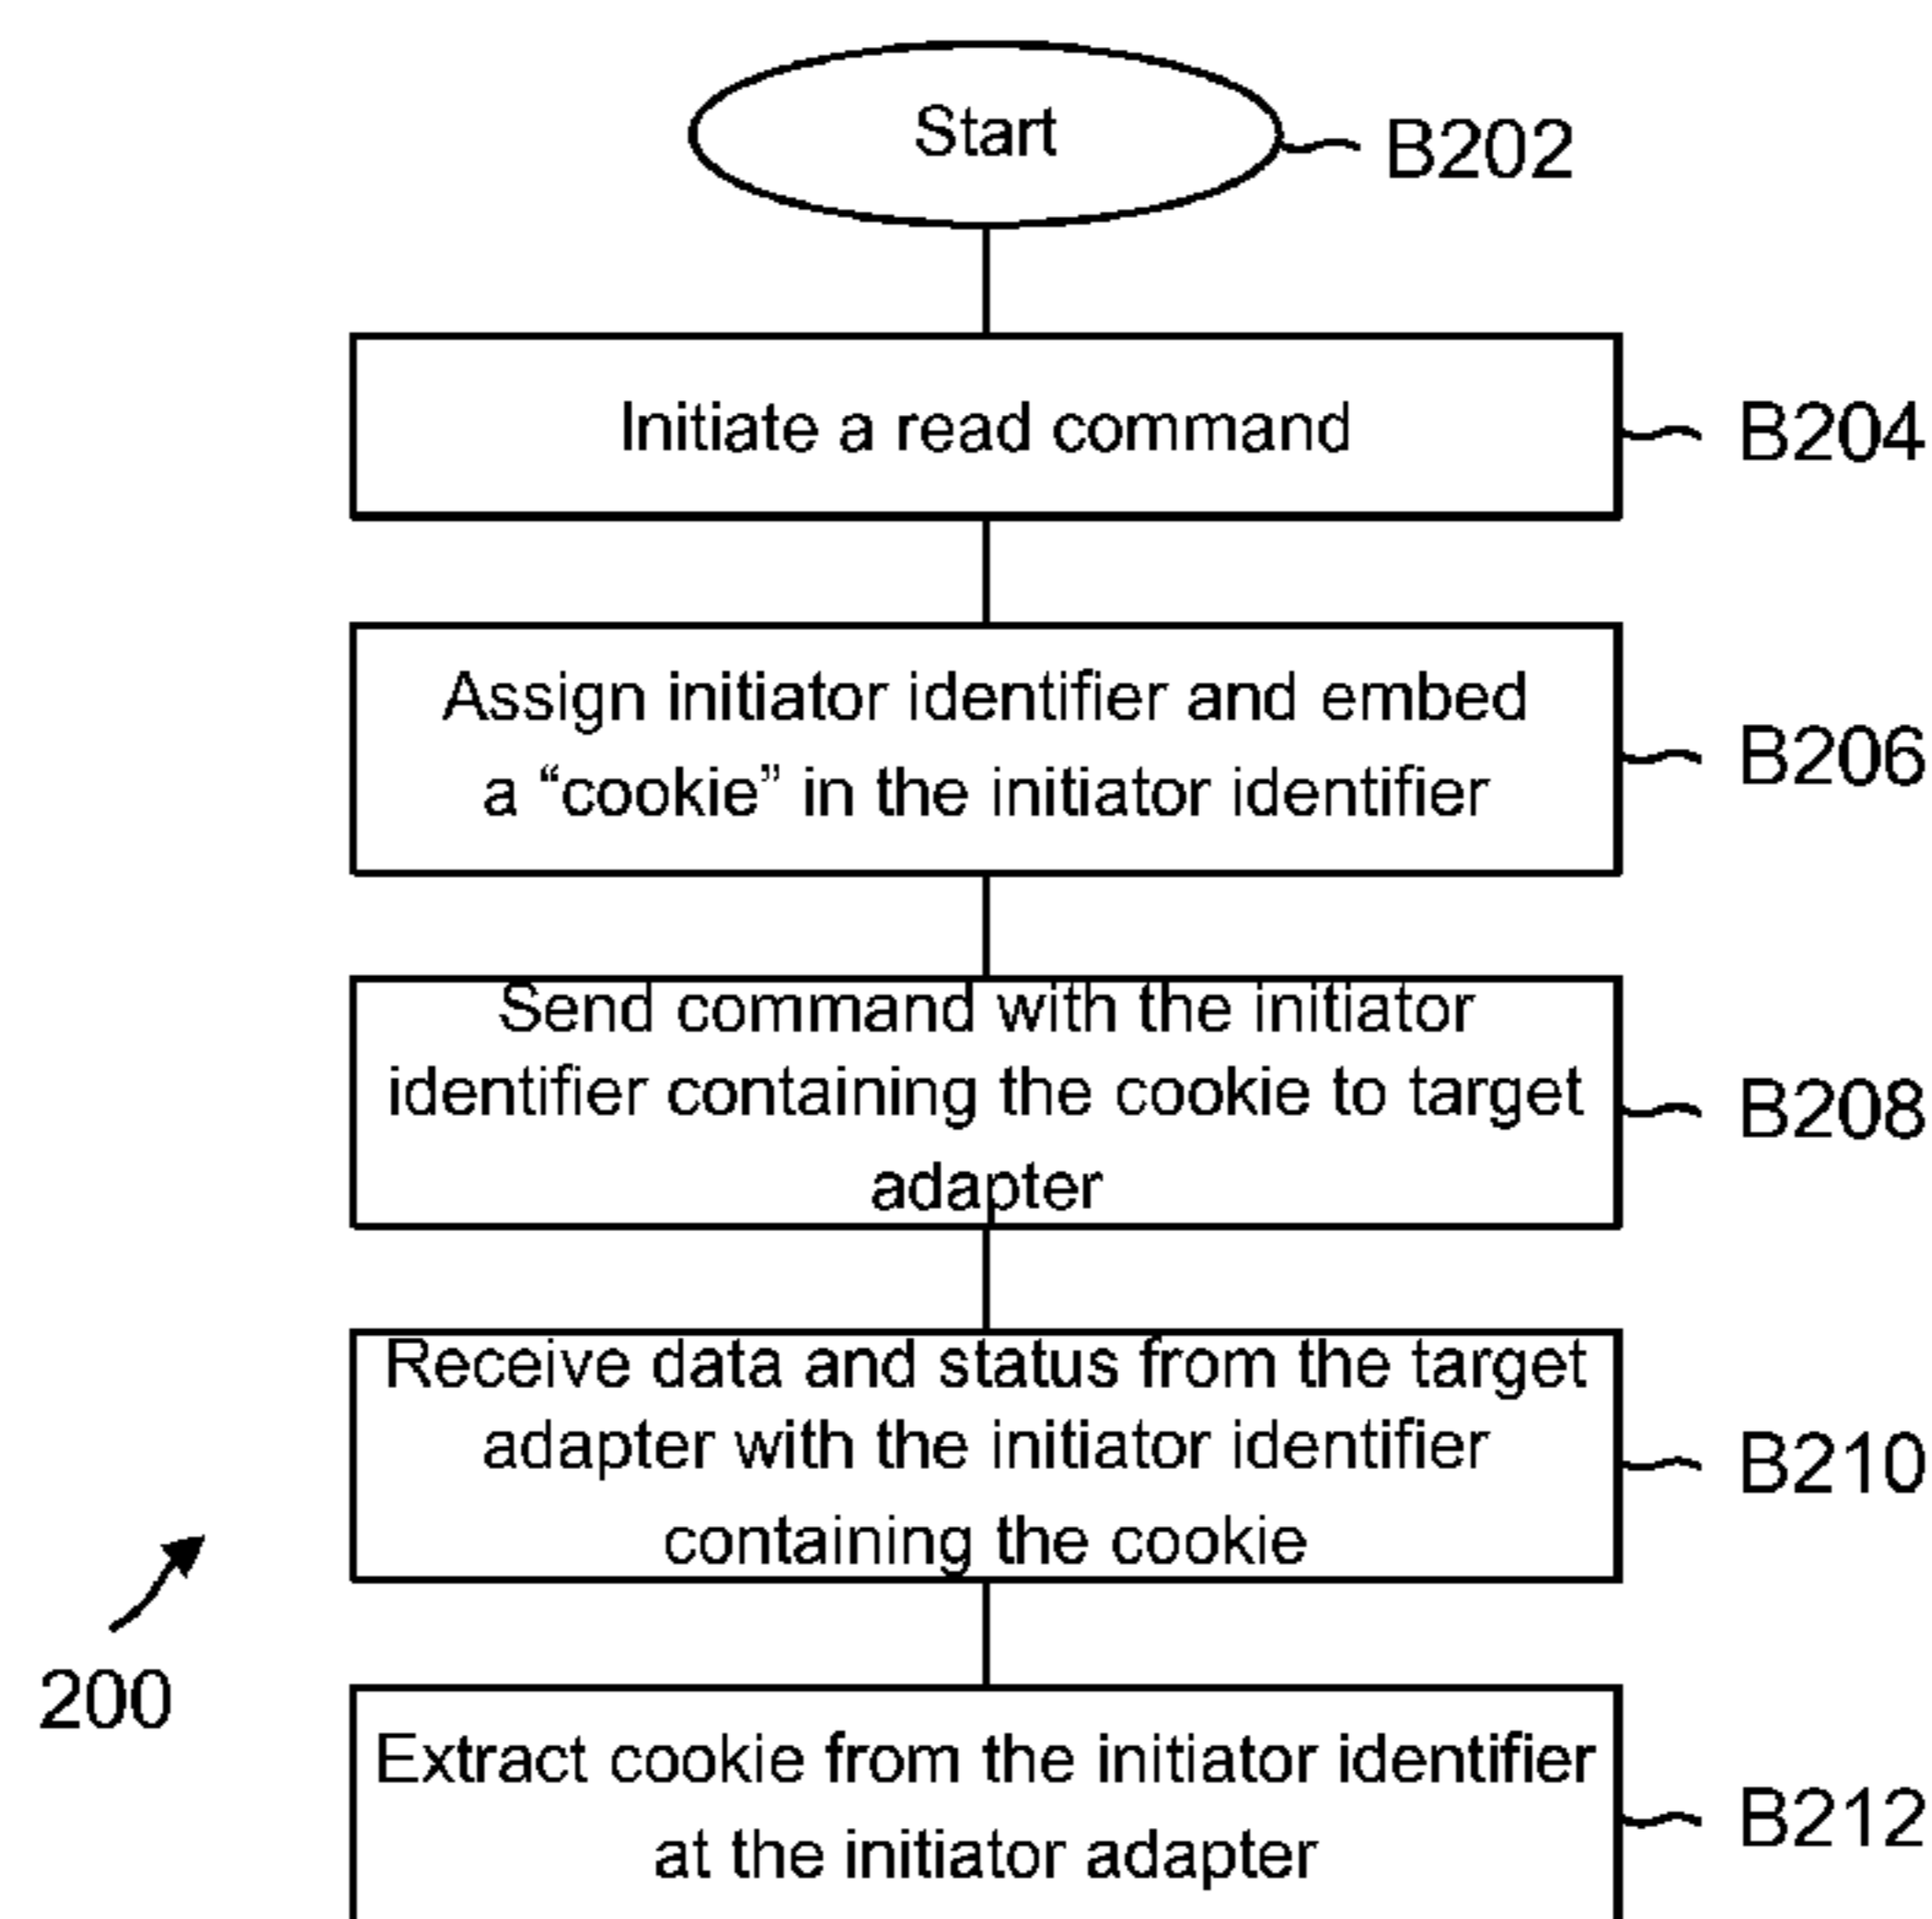 Start
B202
Initiate a read command
B204
Assign initiator identifier and embed
a “cookie” in the initiator identifier
B206
Send command with the initiator
identifier containing the cookie to target
adapter
B208
Receive data and status from the target
adapter with the initiator identifier
containing the cookie
B210
200
Extract cookie from the initiator identifier
at the initiator adapter
B212